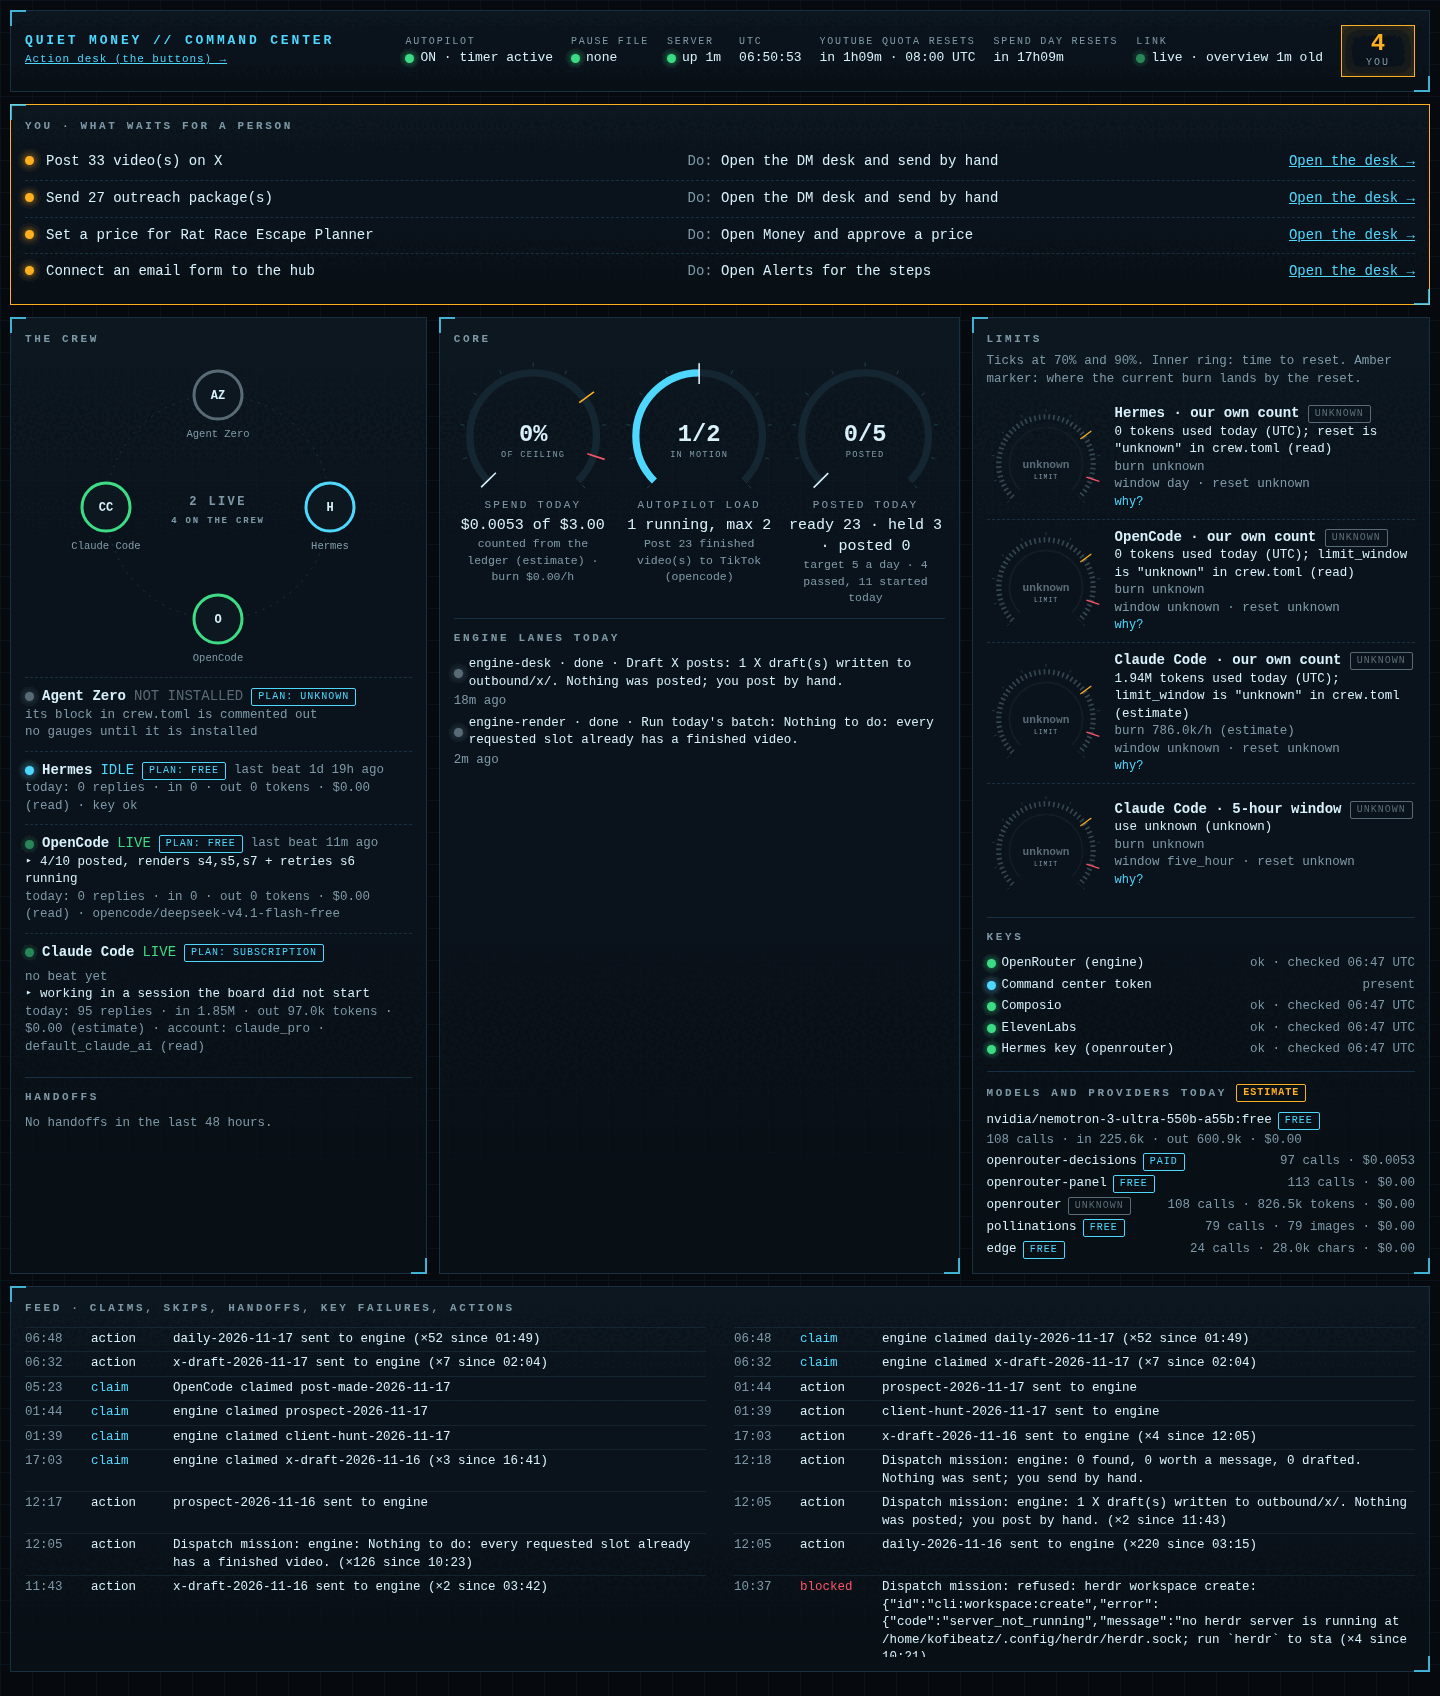 QUIET MONEY // COMMAND CENTER
Action desk (the buttons) →
AUTOPILOT
ON · timer active
PAUSE FILE
none
SERVER
up 1m
UTC
06:50:53
YOUTUBE QUOTA RESETS
in 1h09m · 08:00 UTC
SPEND DAY RESETS
in 17h09m
LINK
live · overview 1m old
4
YOU
YOU · WHAT WAITS FOR A PERSON
Post 33 video(s) on X Do: Open the DM desk and send by hand Open the desk →
Send 27 outreach package(s) Do: Open the DM desk and send by hand Open the desk →
Set a price for Rat Race Escape Planner Do: Open Money and approve a price Open the desk →
Connect an email form to the hub Do: Open Alerts for the steps Open the desk →
THE CREW
AZ
Agent Zero
CC
Claude Code
2 LIVE
4 ON THE CREW
H
Hermes
O
OpenCode
Agent Zero NOT INSTALLED PLAN: UNKNOWN
its block in crew.toml is commented out
no gauges until it is installed
Hermes IDLE PLAN: FREE last beat 1d 19h ago
today: 0 replies · in 0 · out 0 tokens · $0.00
(read) · key ok
OpenCode LIVE PLAN: FREE last beat 11m ago
‣ 4/10 posted, renders s4,s5,s7 + retries s6
running
today: 0 replies · in 0 · out 0 tokens · $0.00
(read) · opencode/deepseek-v4.1-flash-free
Claude Code LIVE PLAN: SUBSCRIPTION
no beat yet
‣ working in a session the board did not start
today: 95 replies · in 1.85M · out 97.0k tokens ·
$0.00 (estimate) · account: claude_pro ·
default_claude_ai (read)
HANDOFFS
No handoffs in the last 48 hours.
CORE
0%
OF CEILING
SPEND TODAY
$0.0053 of $3.00
counted from the
ledger (estimate) ·
burn $0.00/h
1/2
IN MOTION
AUTOPILOT LOAD
1 running, max 2
Post 23 finished
video(s) to TikTok
(opencode)
0/5
POSTED
POSTED TODAY
ready 23 · held 3
· posted 0
target 5 a day · 4
passed, 11 started
today
ENGINE LANES TODAY
engine-desk · done · Draft X posts: 1 X draft(s) written to
outbound/x/. Nothing was posted; you post by hand.
18m ago
engine-render · done · Run today's batch: Nothing to do: every
requested slot already has a finished video.
2m ago
LIMITS
Ticks at 70% and 90%. Inner ring: time to reset. Amber
marker: where the current burn lands by the reset.
unknown
LIMIT
Hermes · our own count UNKNOWN
0 tokens used today (UTC); reset is
"unknown" in crew.toml (read)
burn unknown
window day · reset unknown
why?
unknown
LIMIT
OpenCode · our own count UNKNOWN
0 tokens used today (UTC); limit_window
is "unknown" in crew.toml (read)
burn unknown
window unknown · reset unknown
why?
unknown
LIMIT
Claude Code · our own count UNKNOWN
1.94M tokens used today (UTC);
limit_window is "unknown" in crew.toml
(estimate)
burn 786.0k/h (estimate)
window unknown · reset unknown
why?
unknown
LIMIT
Claude Code · 5-hour window UNKNOWN
use unknown (unknown)
burn unknown
window five_hour · reset unknown
why?
KEYS
OpenRouter (engine) ok · checked 06:47 UTC
Command center token present
Composio ok · checked 06:47 UTC
ElevenLabs ok · checked 06:47 UTC
Hermes key (openrouter) ok · checked 06:47 UTC
MODELS AND PROVIDERS TODAY ESTIMATE
nvidia/nemotron-3-ultra-550b-a55b:free FREE
108 calls · in 225.6k · out 600.9k · $0.00
openrouter-decisions PAID 97 calls · $0.0053
openrouter-panel FREE 113 calls · $0.00
openrouter UNKNOWN 108 calls · 826.5k tokens · $0.00
pollinations FREE 79 calls · 79 images · $0.00
edge FREE 24 calls · 28.0k chars · $0.00
FEED · CLAIMS, SKIPS, HANDOFFS, KEY FAILURES, ACTIONS
06:48 action daily-2026-11-17 sent to engine (×52 since 01:49)
06:48 claim engine claimed daily-2026-11-17 (×52 since 01:49)
06:32 action x-draft-2026-11-17 sent to engine (×7 since 02:04)
06:32 claim engine claimed x-draft-2026-11-17 (×7 since 02:04)
05:23 claim OpenCode claimed post-made-2026-11-17
01:44 action prospect-2026-11-17 sent to engine
01:44 claim engine claimed prospect-2026-11-17
01:39 action client-hunt-2026-11-17 sent to engine
01:39 claim engine claimed client-hunt-2026-11-17
17:03 action x-draft-2026-11-16 sent to engine (×4 since 12:05)
17:03 claim engine claimed x-draft-2026-11-16 (×3 since 16:41)
12:18 action Dispatch mission: engine: 0 found, 0 worth a message, 0 drafted.
Nothing was sent; you send by hand.
12:17 action prospect-2026-11-16 sent to engine
12:05 action Dispatch mission: engine: 1 X draft(s) written to outbound/x/. Nothing
was posted; you post by hand. (×2 since 11:43)
12:05 action Dispatch mission: engine: Nothing to do: every requested slot already
has a finished video. (×126 since 10:23)
12:05 action daily-2026-11-16 sent to engine (×220 since 03:15)
11:43 action x-draft-2026-11-16 sent to engine (×2 since 03:42)
10:37 blocked Dispatch mission: refused: herdr workspace create:
{"id":"cli:workspace:create","error":
{"code":"server_not_running","message":"no herdr server is running at
/home/kofibeatz/.config/herdr/herdr.sock; run `herdr` to sta (×4 since
10:21)